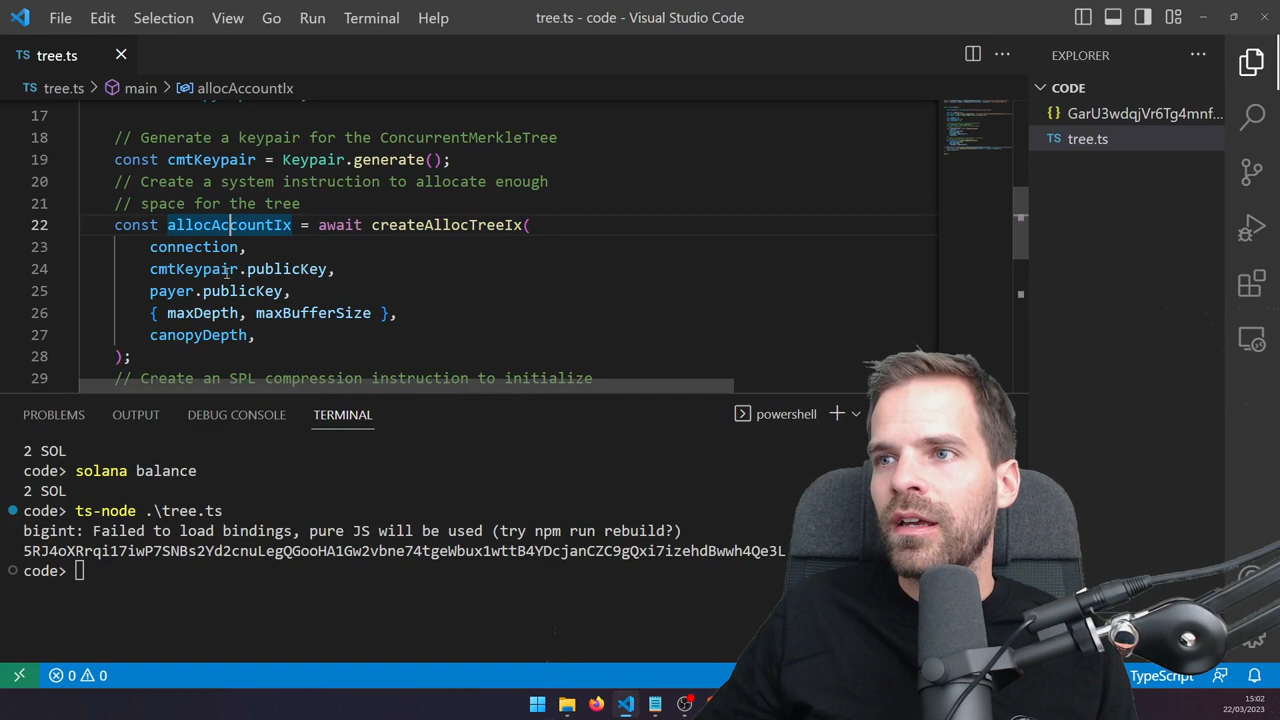 File Edit Selection View Go Run Terminal Help tree.ts - code - Visual Studio Code
TS tree.ts
EXPLORER
TS tree.ts > main > allocAccountIx
CODE
{} GarU3wdqjVr6Tg4mnf...
TS tree.ts
17
18 // Generate a keypair for the ConcurrentMerkleTree
19 const cmtKeypair = Keypair.generate();
20 // Create a system instruction to allocate enough
21 // space for the tree
22 const allocAccountIx = await createAllocTreeIx(
23 connection,
24 cmtKeypair.publicKey,
25 payer.publicKey,
26 { maxDepth, maxBufferSize },
27 canopyDepth,
28 );
29 // Create an SPL compression instruction to initialize
PROBLEMS OUTPUT DEBUG CONSOLE TERMINAL powershell
2 SOL
code> solana balance
2 SOL
code> ts-node .\tree.ts
bigint: Failed to load bindings, pure JS will be used (try npm run rebuild?)
5RJ4oXRrqi17iwP7SNBs2Yd2cnuLegQGooHA1Gw2vbne74tgeWbux1wttB4YDcjanCZC9gQxi7izehdBwwh4Qe3L
code>
0 0 TypeScript
15:02
22/03/2023